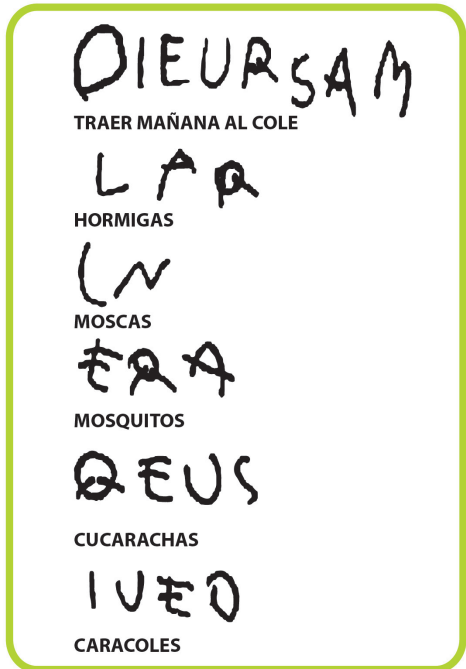 OIEURSAM
TRAER MAÑANA AL COLE
LAR
HORMIGAS
LN
MOSCAS
ERA
MOSQUITOS
QEUS
CUCARACHAS
IUEO
CARACOLES